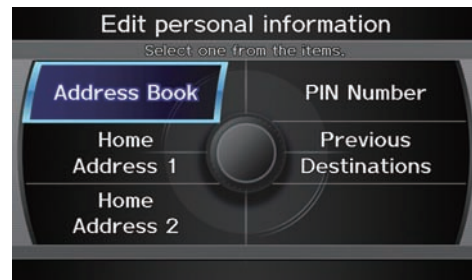 Edit personal information
Select one from the items.
Address Book
PIN Number
Home
Address 1
Previous
Destinations
Home
Address 2